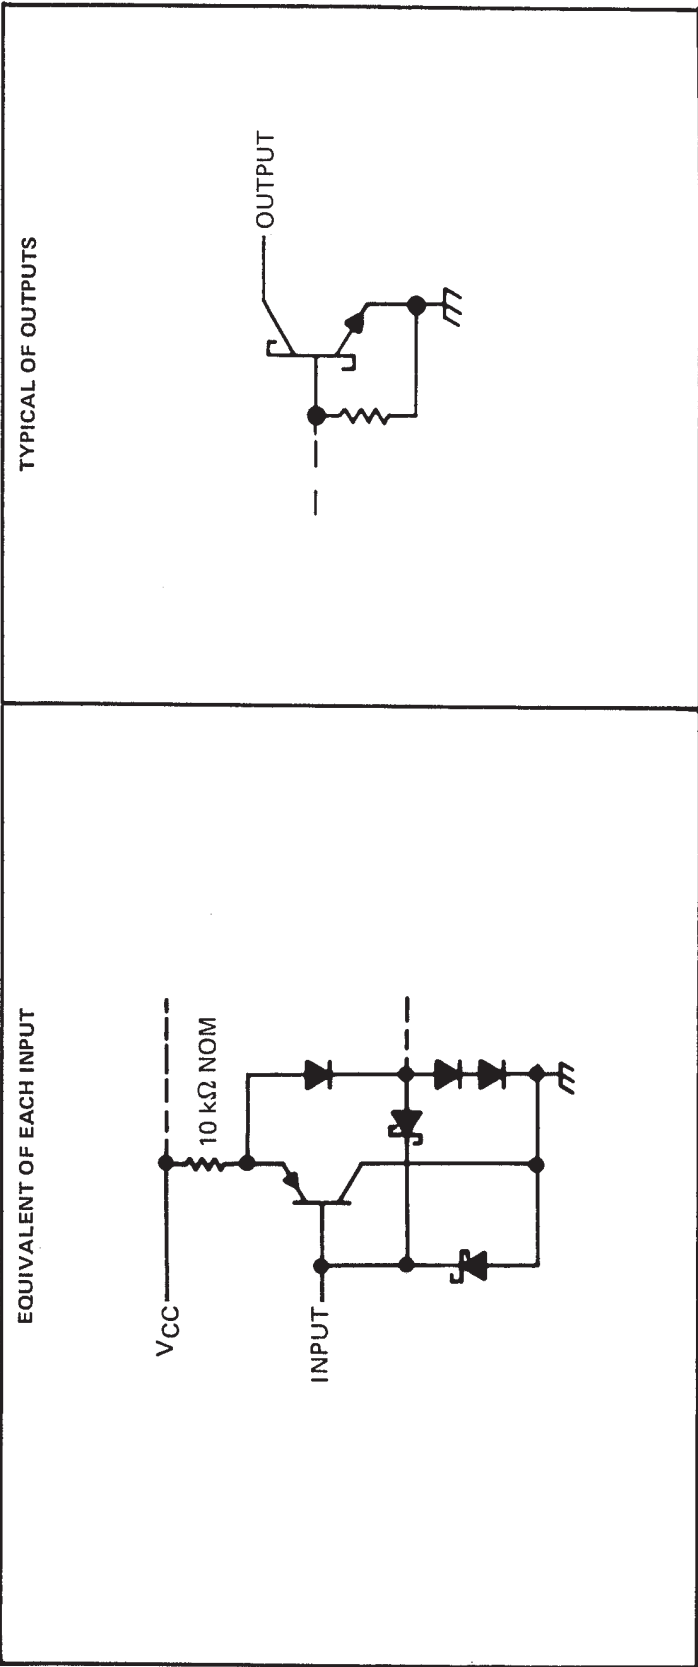 EQUIVALENT OF EACH INPUT
VCC
10 kΩ NOM
INPUT
TYPICAL OF OUTPUTS
OUTPUT